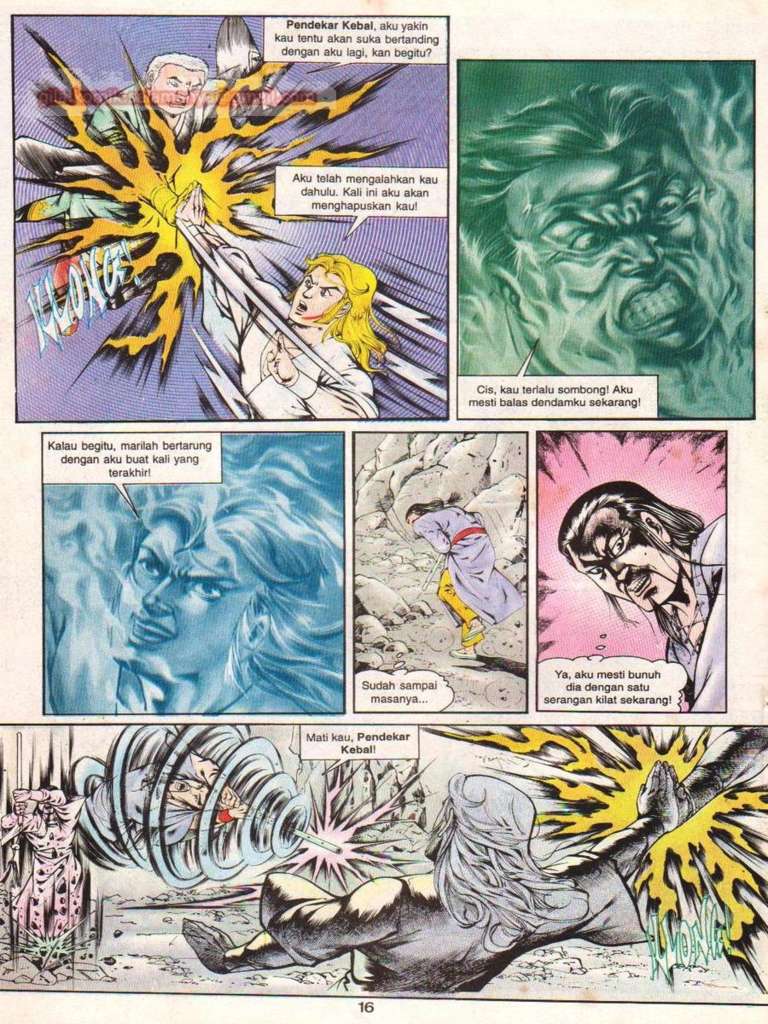 Pendekar Kebal, aku yakin
kau tentu akan suka bertanding
dengan aku lagi, kan begitu?
Aku telah mengalahkan kau
dahulu. Kali ini aku akan
menghapuskan kau!
Cis, kau terlalu sombong! Aku
mesti balas dendamku sekarang!
Kalau begitu, marilah bertarung
dengan aku buat kali yang
terakhir!
Sudah sampai
masanya...
Ya, aku mesti bunuh
dia dengan satu
serangan kilat sekarang!
Mati kau, Pendekar
Kebal!
16